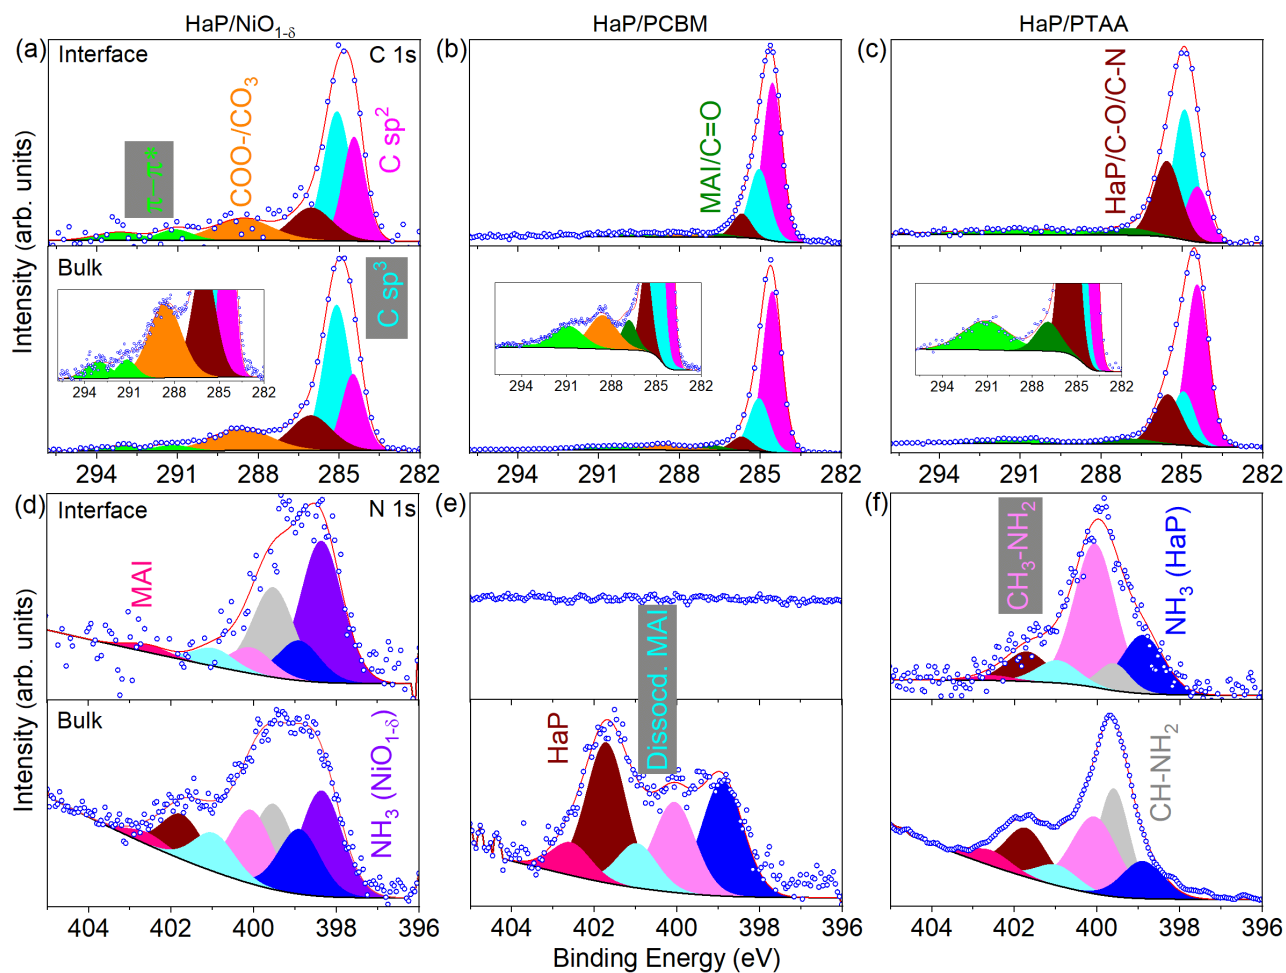 HaP/NiO1-δ
HaP/PCBM
HaP/PTAA
(a)
Interface
C 1s
π−π*
COO-/CO3
C sp2
(b)
MAI/C=O
(c)
HaP/C-O/C-N
Intensity (arb. units)
Bulk
C sp3
294 291 288 285 282
294 291 288 285 282
294 291 288 285 282
294 291 288 285 282
294 291 288 285 282
294 291 288 285 282
(d)
Interface
N 1s
MAI
(e)
(f)
CH3-NH2
NH3 (HaP)
Intensity (arb. units)
Bulk
NH3 (NiO1-δ)
HaP
Dissocd. MAI
CH-NH2
404 402 400 398 396
404 402 400 398 396
404 402 400 398 396
Binding Energy (eV)